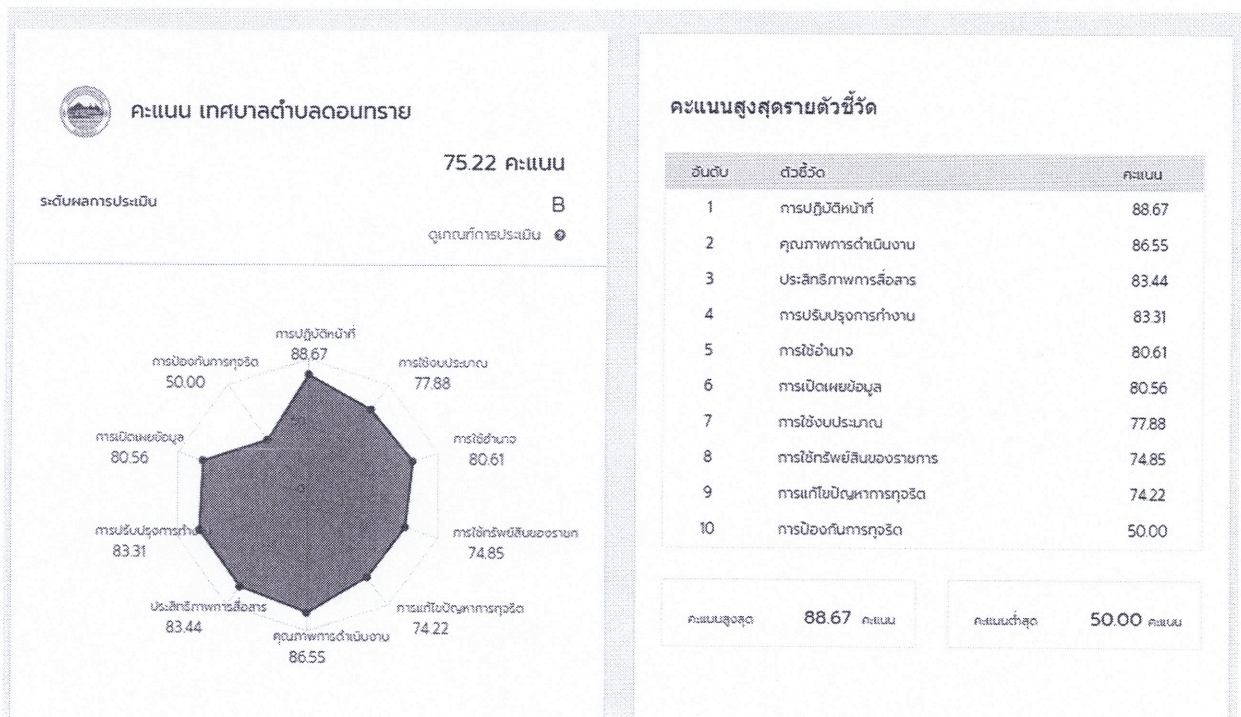 คะแนน เทศบาลตำบลดอนทราย
75.22 คะแนน
ระดับผลการประเมิน B
ดูเกณฑ์การประเมิน
การปฏิบัติหน้าที่
88.67
การใช้งบประมาณ
77.88
การใช้อำนาจ
80.61
การใช้ทรัพย์สินของราชก
74.85
การแก้ไขปัญหาการทุจริต
74.22
คุณภาพการดำเนินงาน
86.55
ประสิทธิภาพการสื่อสาร
83.44
การปรับปรุงการทำง
83.31
การเปิดเผยข้อมูล
80.56
การป้องกันการทุจริต
50.00
50
0
คะแนนสูงสุดรายตัวชี้วัด
อันดับ ตัวชี้วัด คะแนน
1 การปฏิบัติหน้าที่ 88.67
2 คุณภาพการดำเนินงาน 86.55
3 ประสิทธิภาพการสื่อสาร 83.44
4 การปรับปรุงการทำงาน 83.31
5 การใช้อำนาจ 80.61
6 การเปิดเผยข้อมูล 80.56
7 การใช้งบประมาณ 77.88
8 การใช้ทรัพย์สินของราชการ 74.85
9 การแก้ไขปัญหาการทุจริต 74.22
10 การป้องกันการทุจริต 50.00
คะแนนสูงสุด 88.67 คะแนน
คะแนนต่ำสุด 50.00 คะแนน